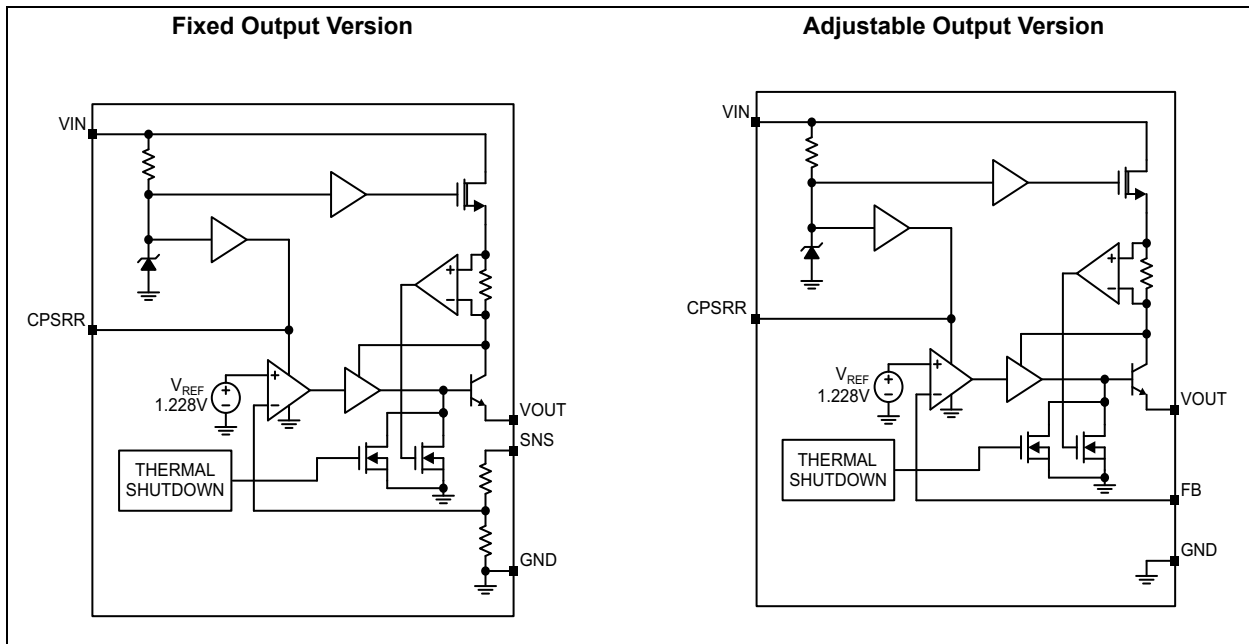 Fixed Output Version
VIN
CPSRR
+
−
+
−
VREF
1.228V
+
−
VOUT
SNS
THERMAL
SHUTDOWN
GND
Adjustable Output Version
VIN
CPSRR
+
−
+
−
VREF
1.228V
+
−
VOUT
THERMAL
SHUTDOWN
FB
GND